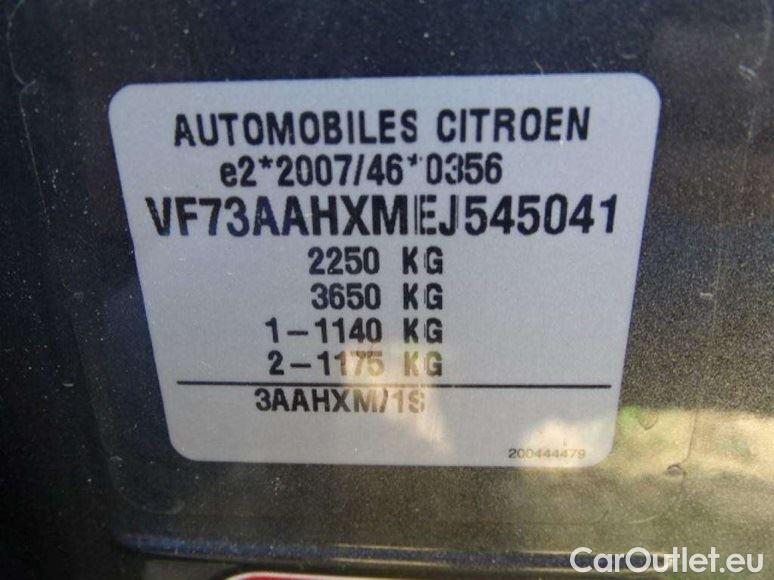 AUTOMOBILES CITROEN
e2*2007/46*0356
VF73AAHXMEJ545041
2250 KG
3650 KG
1-1140 KG
2-1175 KG
3AAHXM/1S
200444479
CarOutlet.eu